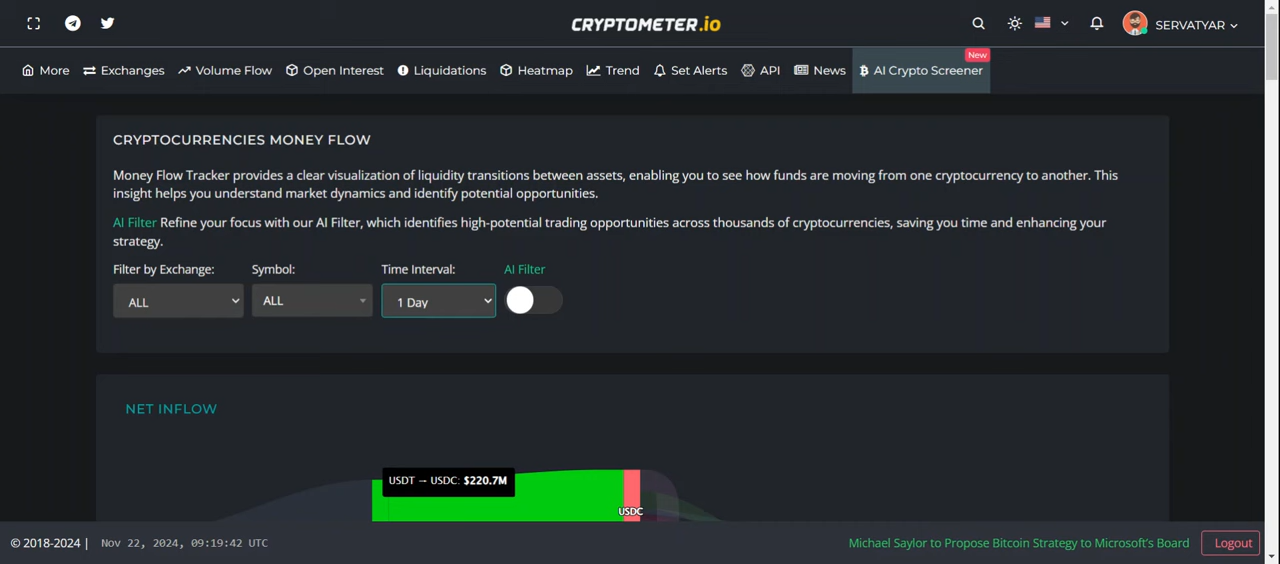 CRYPTOMETER.io
SERVATYAR
More Exchanges Volume Flow Open Interest Liquidations Heatmap Trend Set Alerts API News AI Crypto Screener New
CRYPTOCURRENCIES MONEY FLOW
Money Flow Tracker provides a clear visualization of liquidity transitions between assets, enabling you to see how funds are moving from one cryptocurrency to another. This
insight helps you understand market dynamics and identify potential opportunities.
AI Filter Refine your focus with our AI Filter, which identifies high-potential trading opportunities across thousands of cryptocurrencies, saving you time and enhancing your
strategy.
Filter by Exchange: Symbol: Time Interval: AI Filter
ALL ALL 1 Day
NET INFLOW
USDT → USDC: $220.7M
USDC
© 2018-2024 | Nov 22, 2024, 09:19:42 UTC Michael Saylor to Propose Bitcoin Strategy to Microsoft's Board Logout